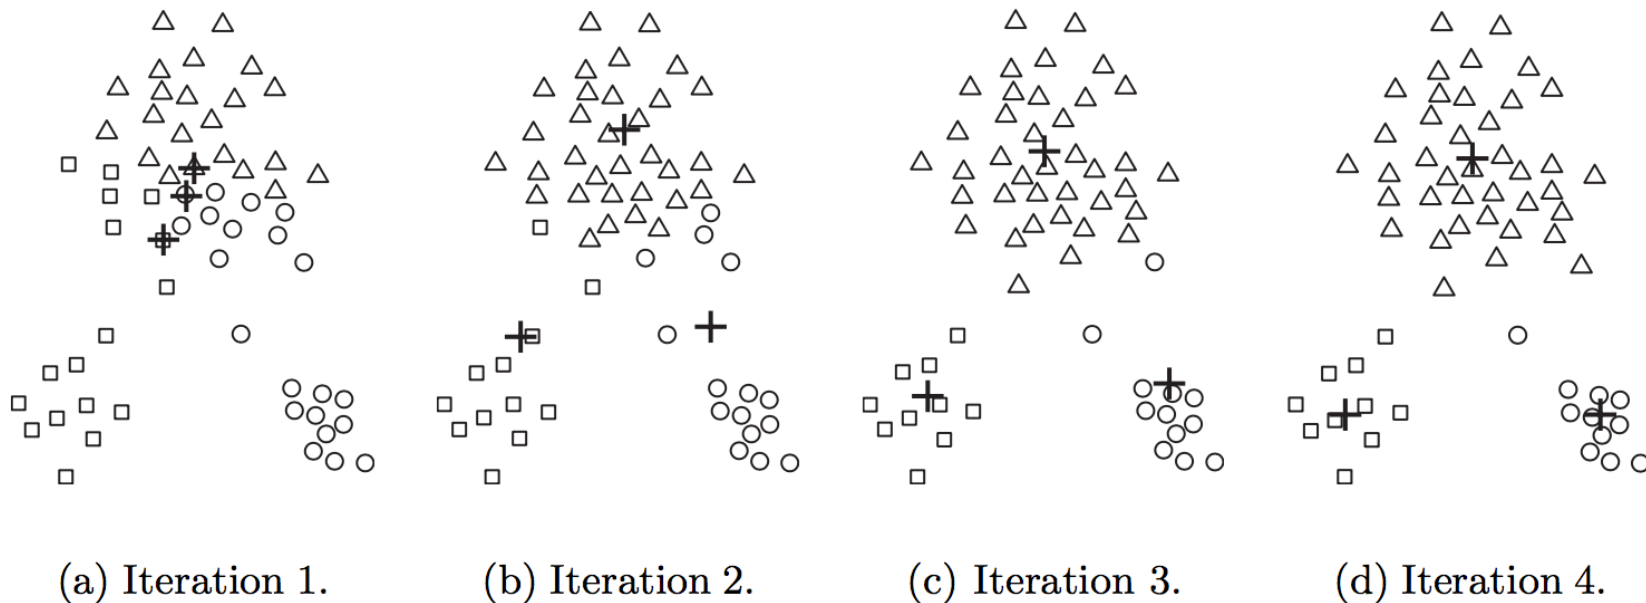 (a) Iteration 1.
(b) Iteration 2.
(c) Iteration 3.
(d) Iteration 4.